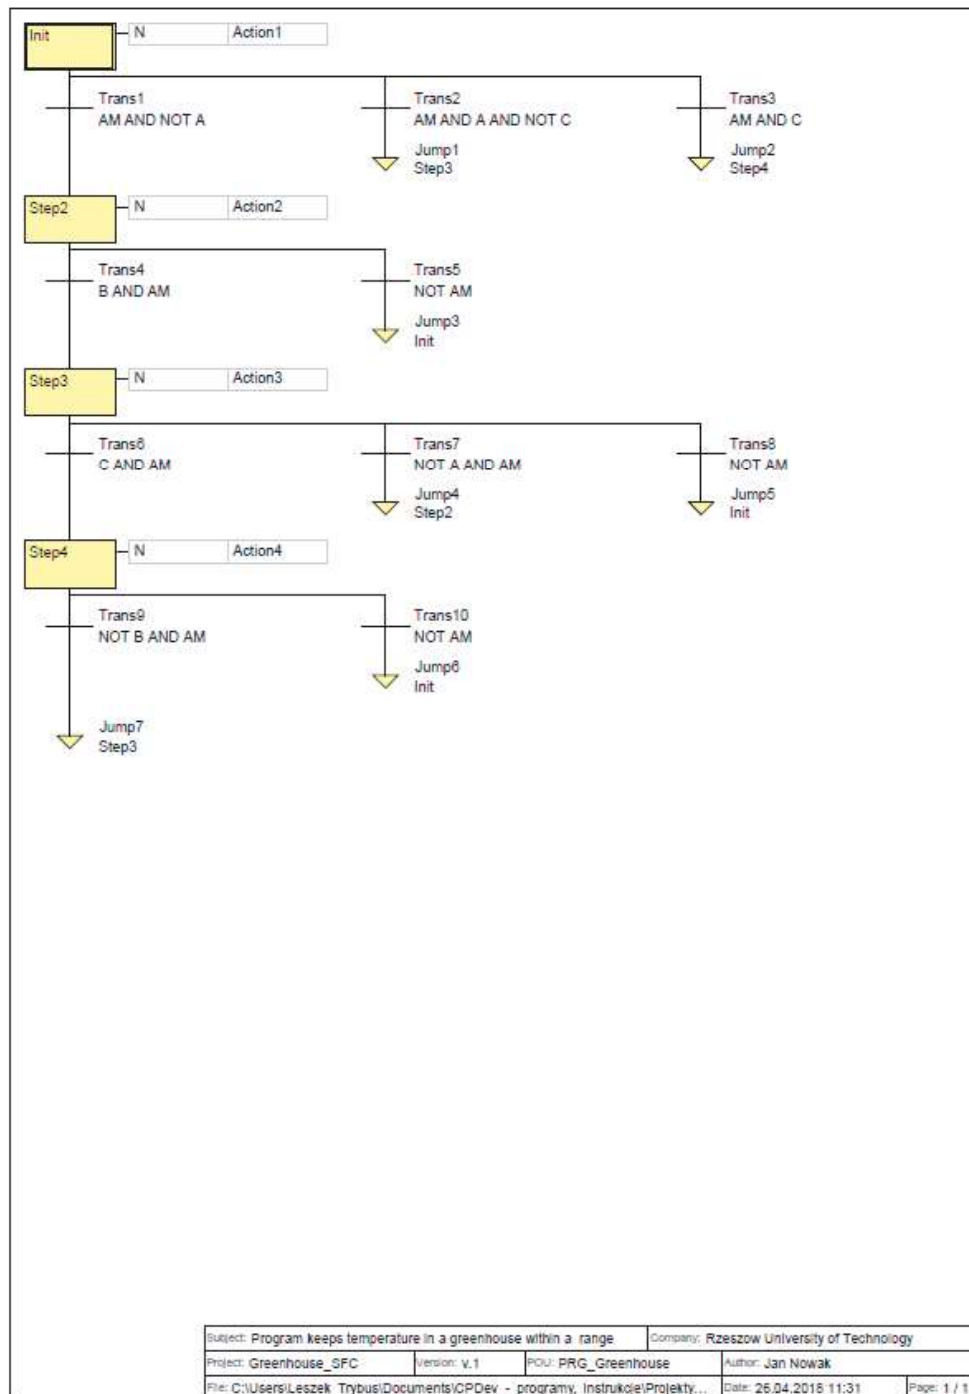 Init N Action1
Trans1 Trans2 Trans3
AM AND NOT A AM AND A AND NOT C AM AND C
Jump1 Jump2
Step3 Step4
Step2 N Action2
Trans4 Trans5
B AND AM NOT AM
Jump3
Init
Step3 N Action3
Trans6 Trans7 Trans8
C AND AM NOT A AND AM NOT AM
Jump4 Jump5
Step2 Init
Step4 N Action4
Trans9 Trans10
NOT B AND AM NOT AM
Jump6
Init
Jump7
Step3
Subject: Program keeps temperature in a greenhouse within a range Company: Rzeszow University of Technology
Project: Greenhouse_SFC Version: v.1 POU: PRG_Greenhouse Author: Jan Nowak
File: C:\Users\Leszek Trybus\Documents\CPDev - programy, Instrukcje\Projekty... Date: 26.04.2016 11:31 Page: 1 / 1